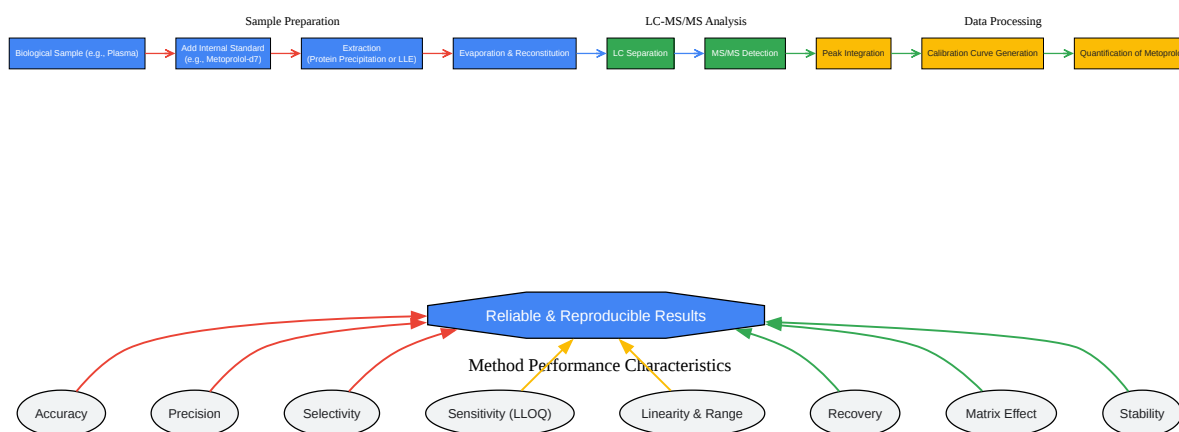 Sample Preparation
LC-MS/MS Analysis
Data Processing
Biological Sample (e.g., Plasma)
Add Internal Standard
(e.g., Metoprolol-d7)
Extraction
(Protein Precipitation or LLE)
Evaporation & Reconstitution
LC Separation
MS/MS Detection
Peak Integration
Calibration Curve Generation
Quantification of
Reliable & Reproducible Results
Method Performance Characteristics
Accuracy
Precision
Selectivity
Sensitivity (LLOQ)
Linearity & Range
Recovery
Matrix Effect
Stability